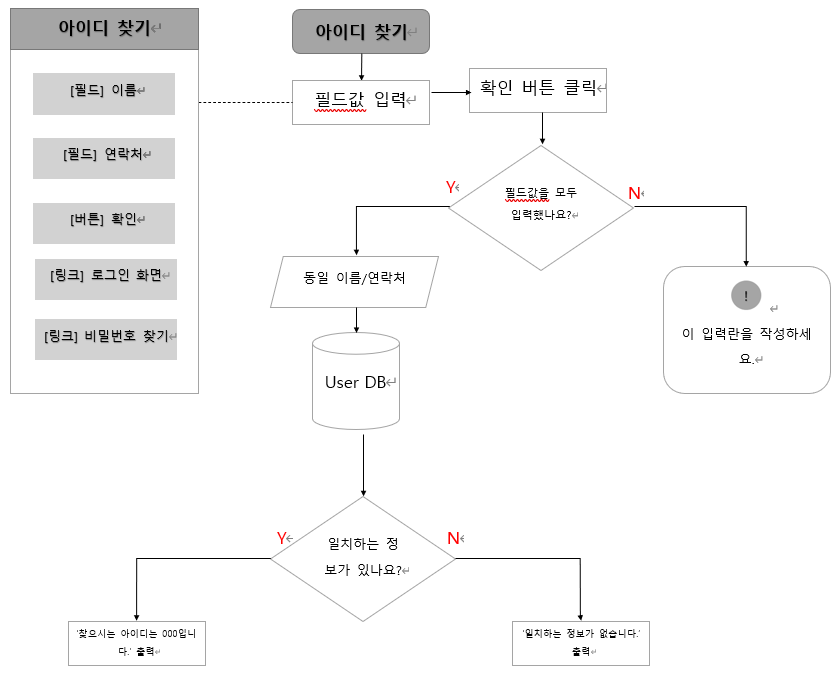 아이디 찾기
[필드] 이름
[필드] 연락처
[버튼] 확인
[링크] 로그인 화면
[링크] 비밀번호 찾기
아이디 찾기
필드값 입력
확인 버튼 클릭
필드값을 모두
입력했나요?
Y
N
동일 이름/연락처
!
이 입력란을 작성하세
요.
User DB
일치하는 정
보가 있나요?
Y
N
'찾으시는 아이디는 000입니
다.' 출력
'일치하는 정보가 없습니다.'
출력